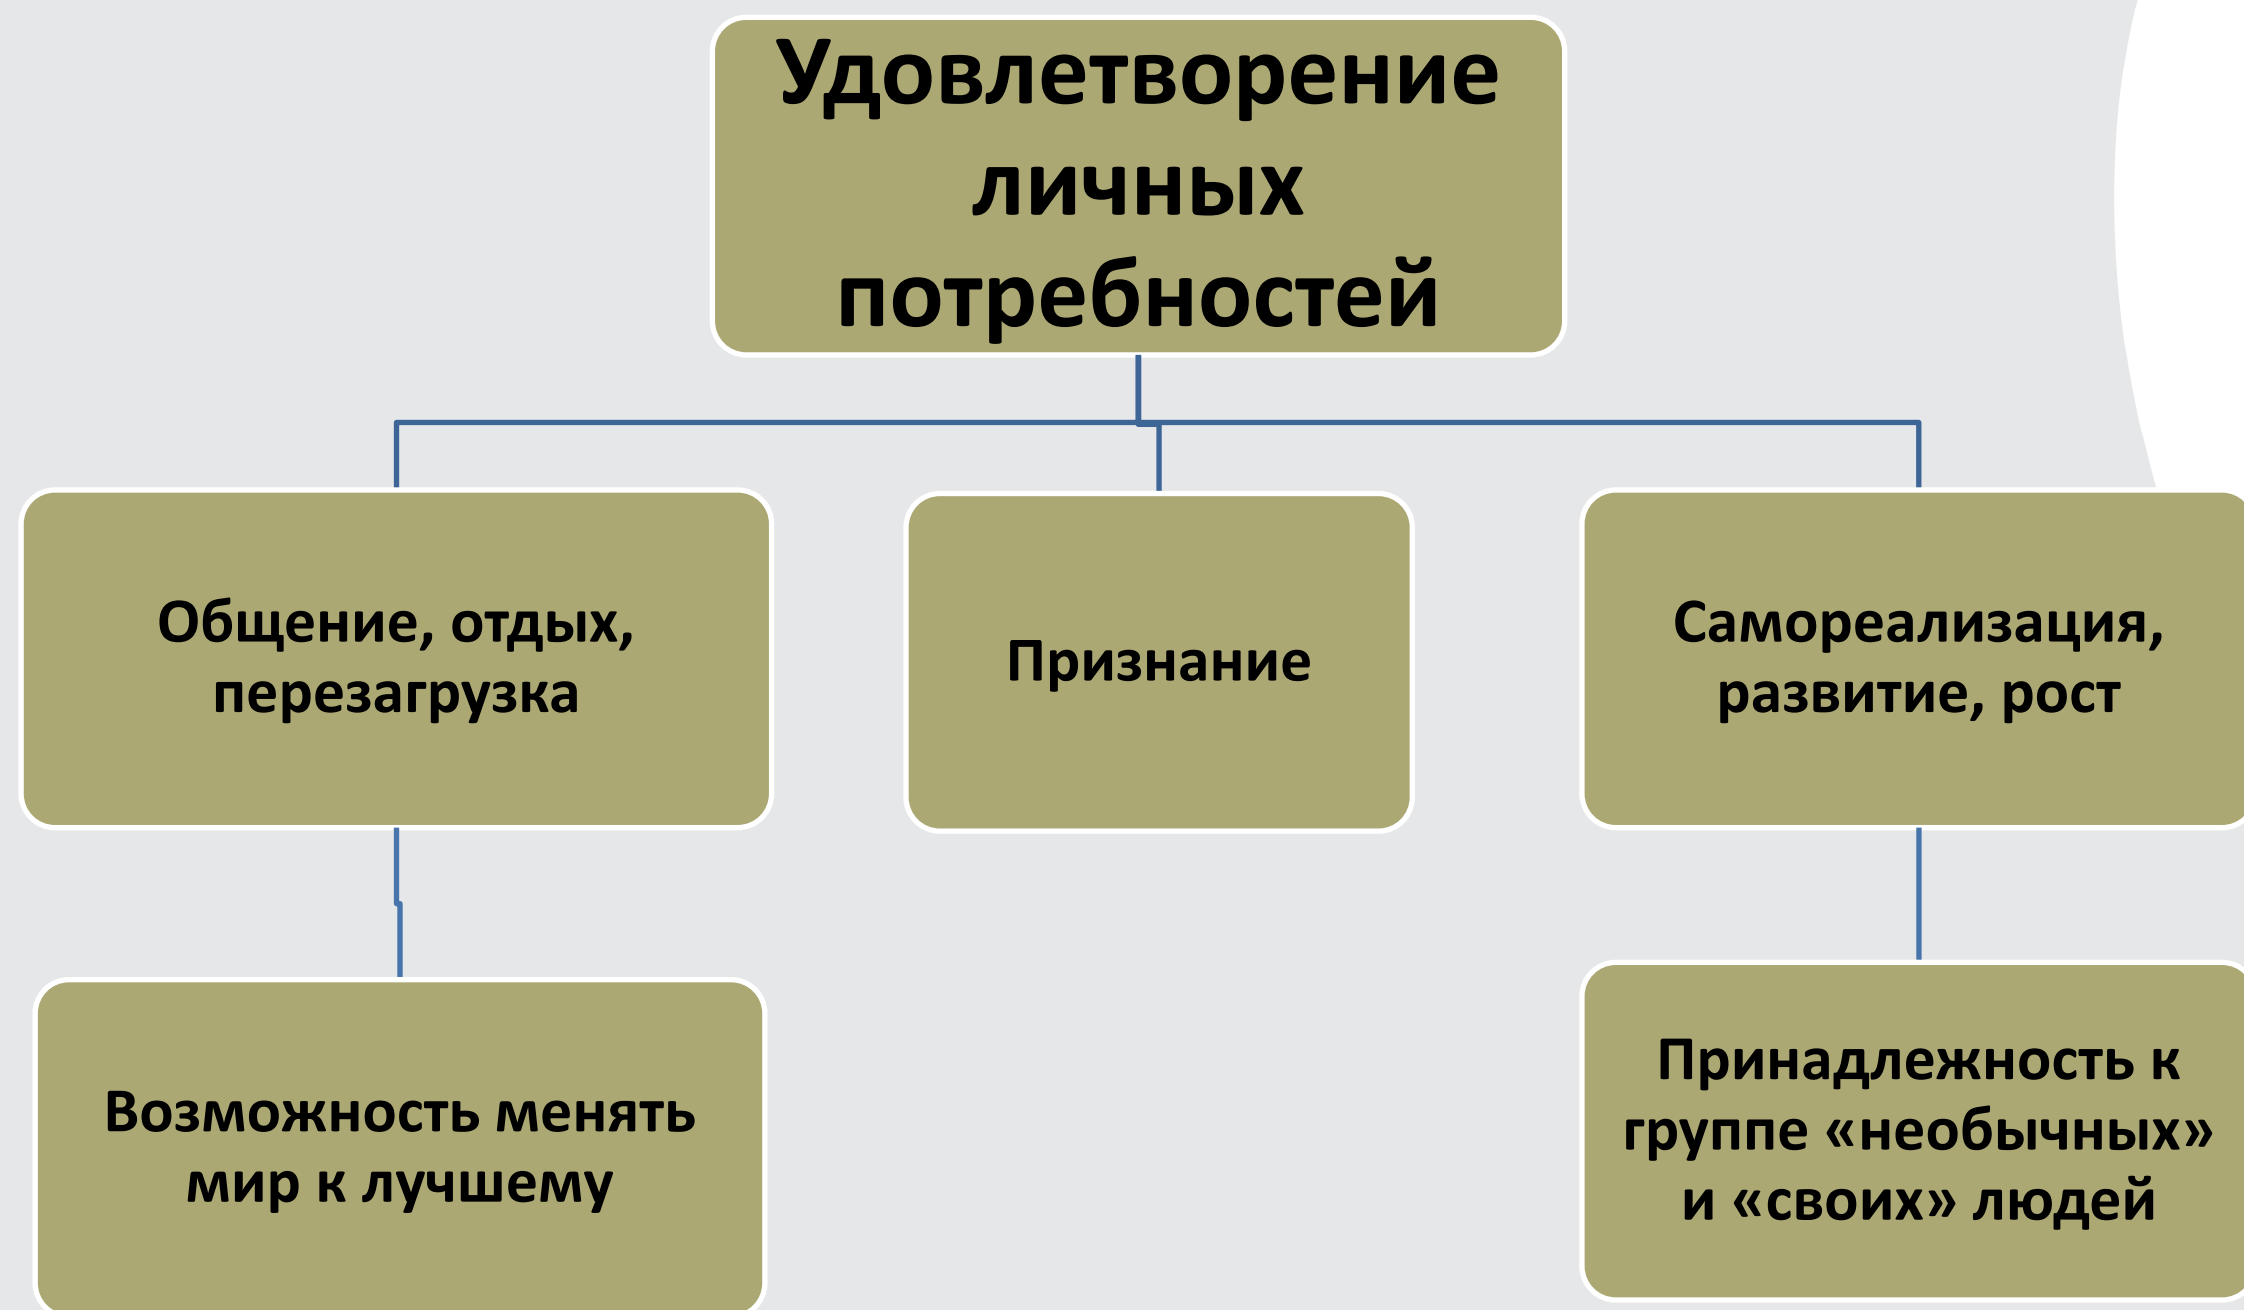 Удовлетворение
личных
потребностей
Общение, отдых,
перезагрузка
Признание
Самореализация,
развитие, рост
Возможность менять
мир к лучшему
Принадлежность к
группе «необычных»
и «своих» людей